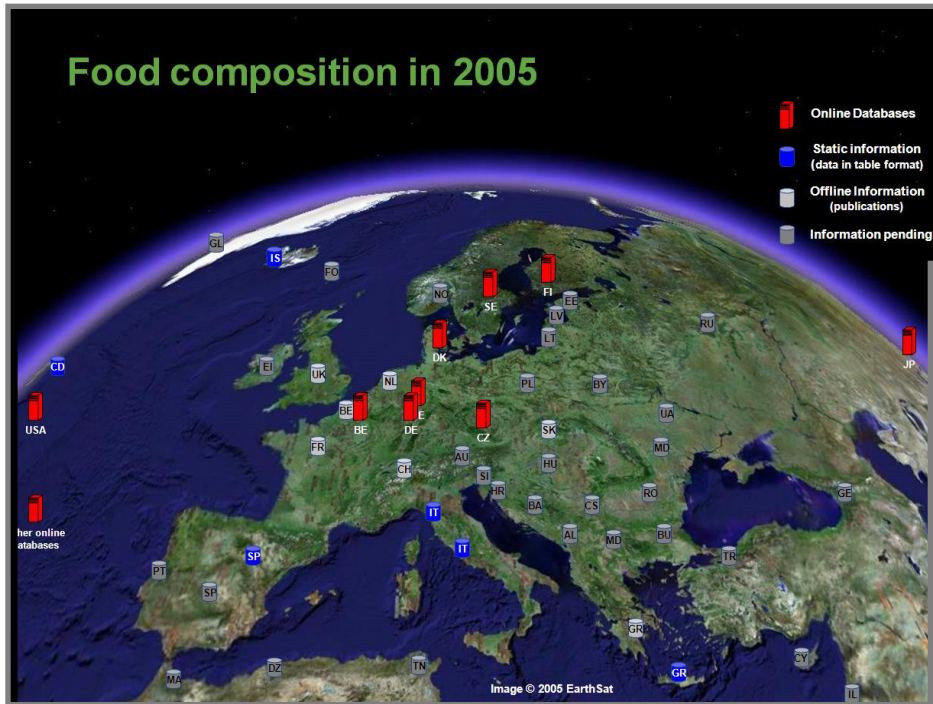 Food composition in 2005
Online Databases
Static information
(data in table format)
Offline Information
(publications)
Information pending
GL
IS
FO
NO
SE
FI
EE
LV
LT
RU
DK
JP
CD
EI
UK
NL
PL
BY
USA
BE
BE
DE
E
CZ
SK
UA
FR
CH
AU
HU
MD
SI
HR
BA
CS
RO
GE
her online
atabases
IT
IT
AL
MD
BU
TR
SP
PT
SP
GR
GR
CY
MA
DZ
TN
IL
Image © 2005 EarthSat